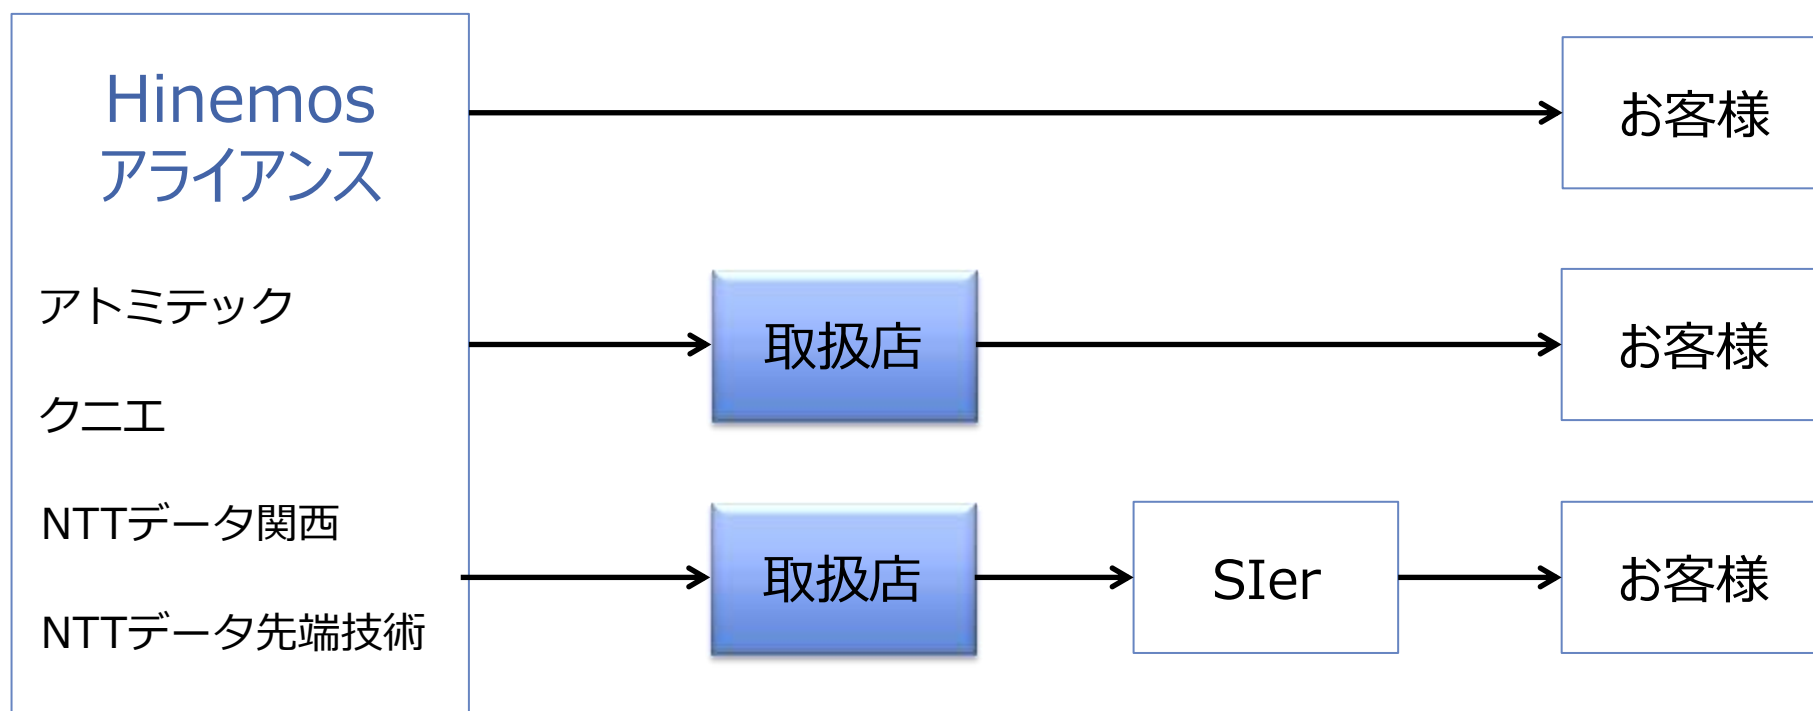 Hinemos
アライアンス
アトミテック
クニエ
NTTデータ関西
NTTデータ先端技術
お客様
取扱店
お客様
取扱店
SIer
お客様